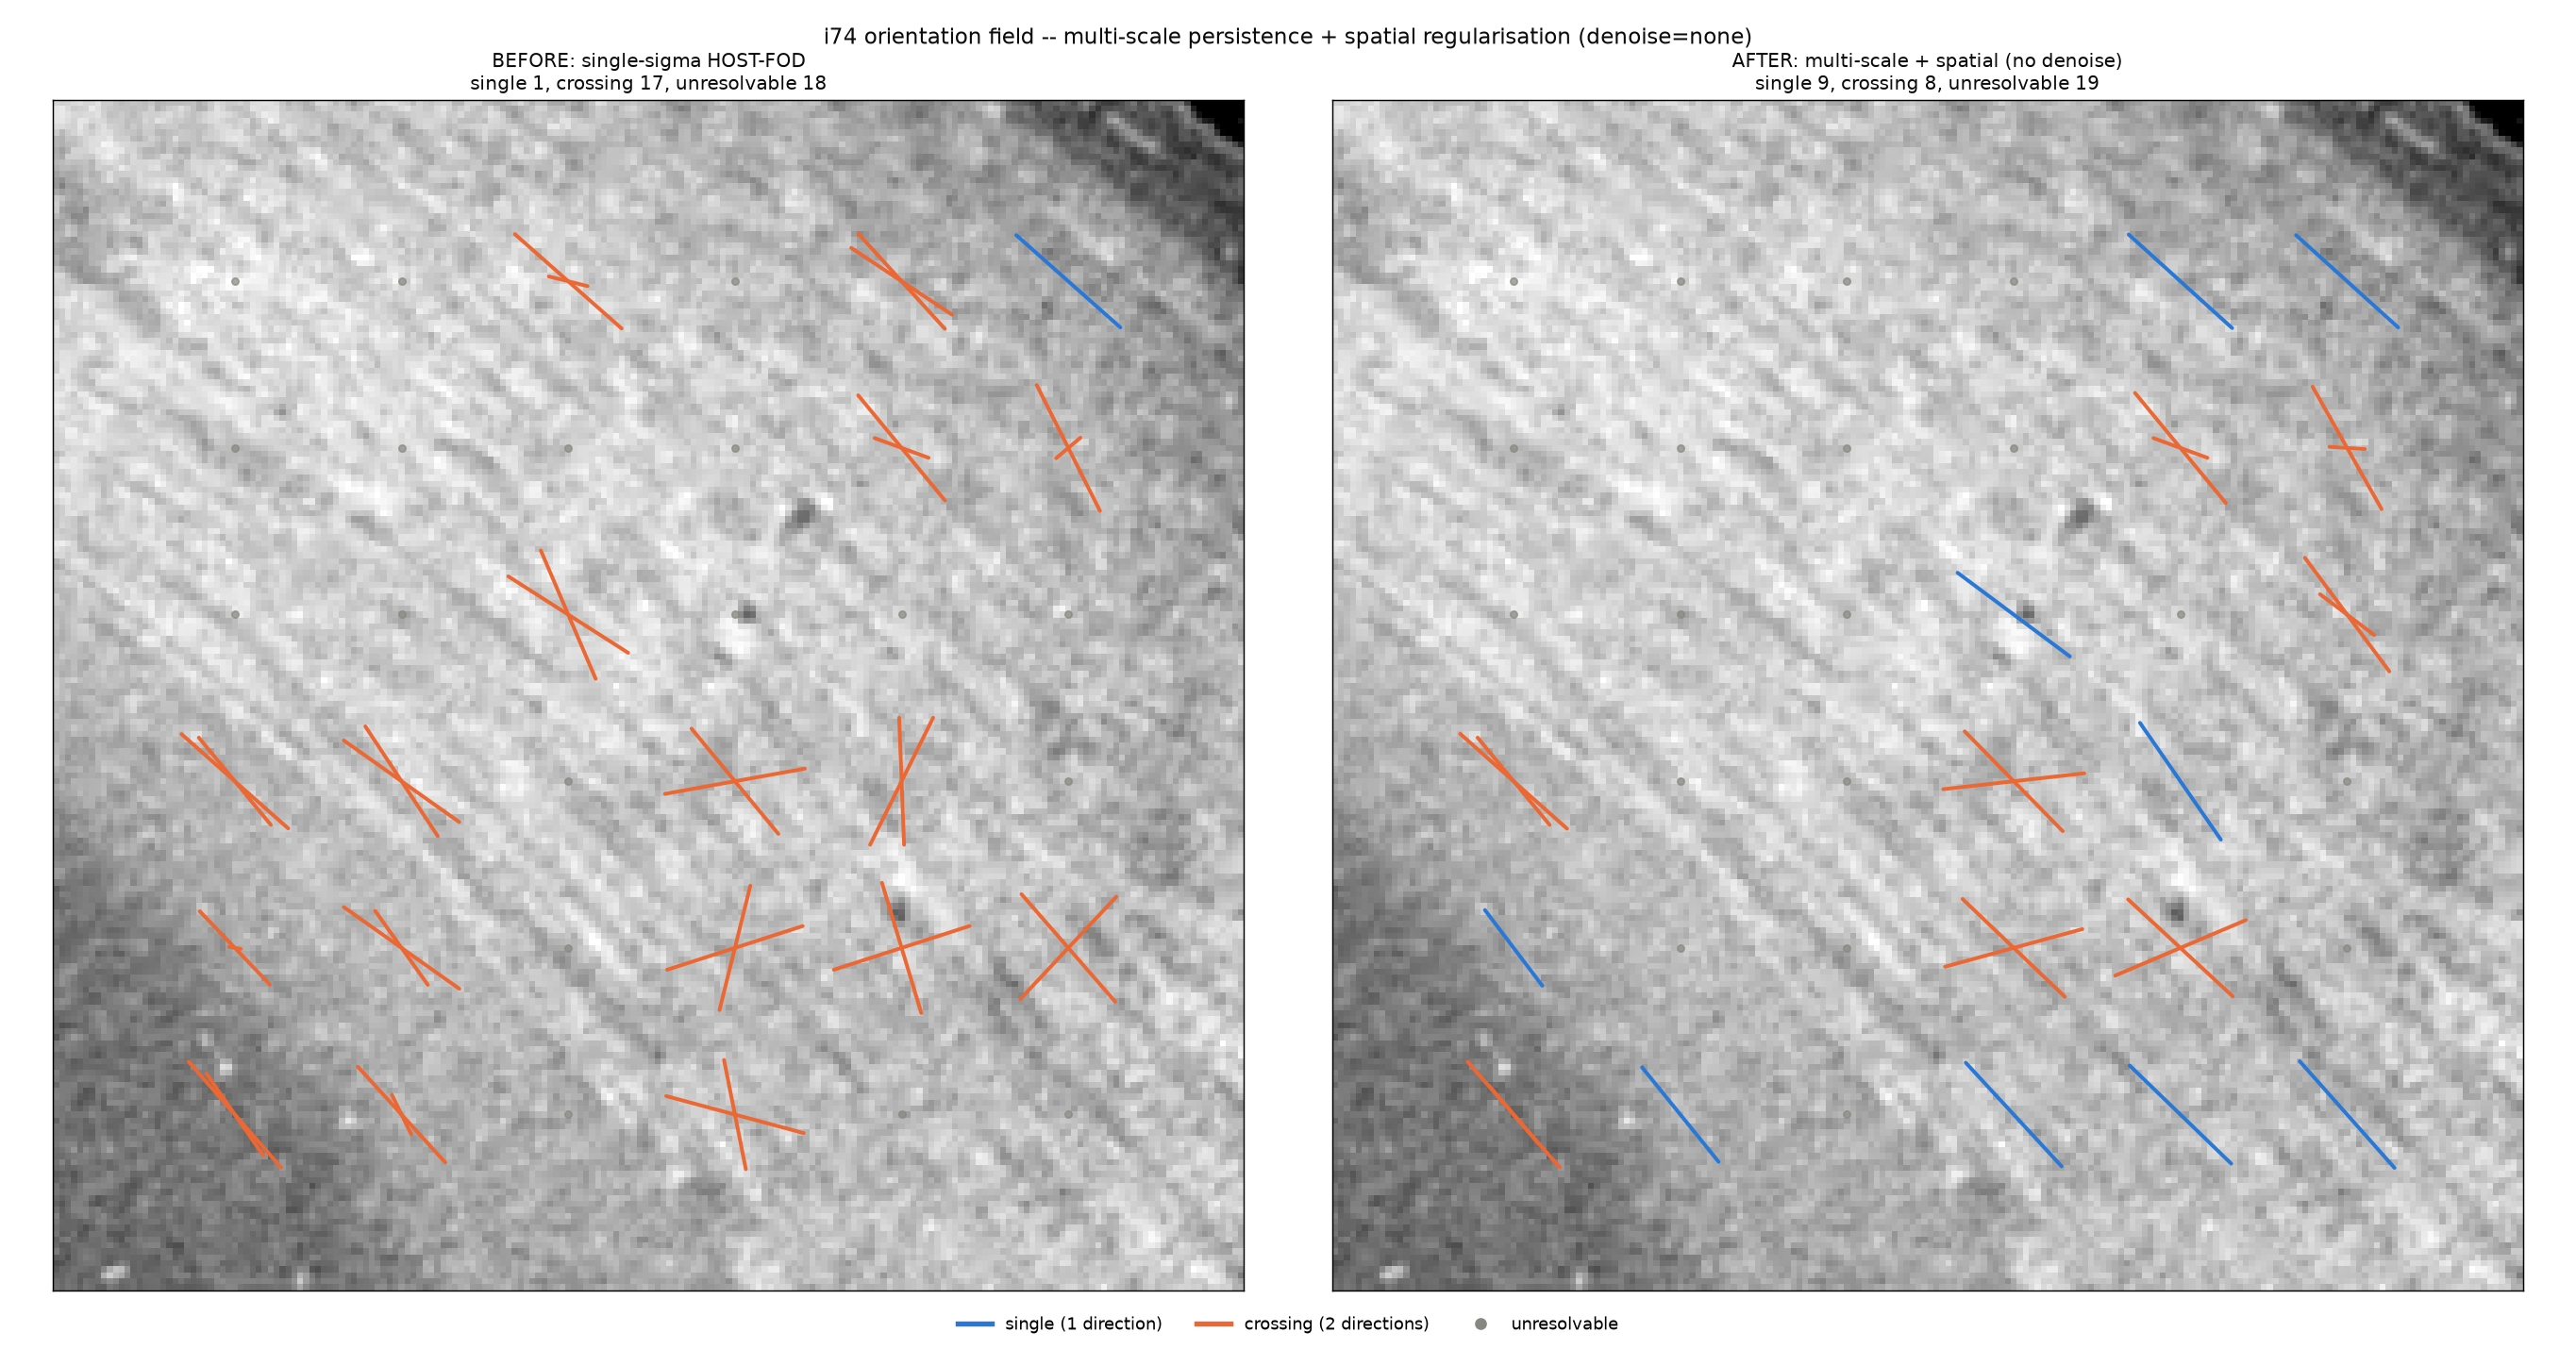 i74 orientation field -- multi-scale persistence + spatial regularisation (denoise=none)
BEFORE: single-sigma HOST-FOD
single 1, crossing 17, unresolvable 18
AFTER: multi-scale + spatial (no denoise)
single 9, crossing 8, unresolvable 19
single (1 direction)
crossing (2 directions)
unresolvable